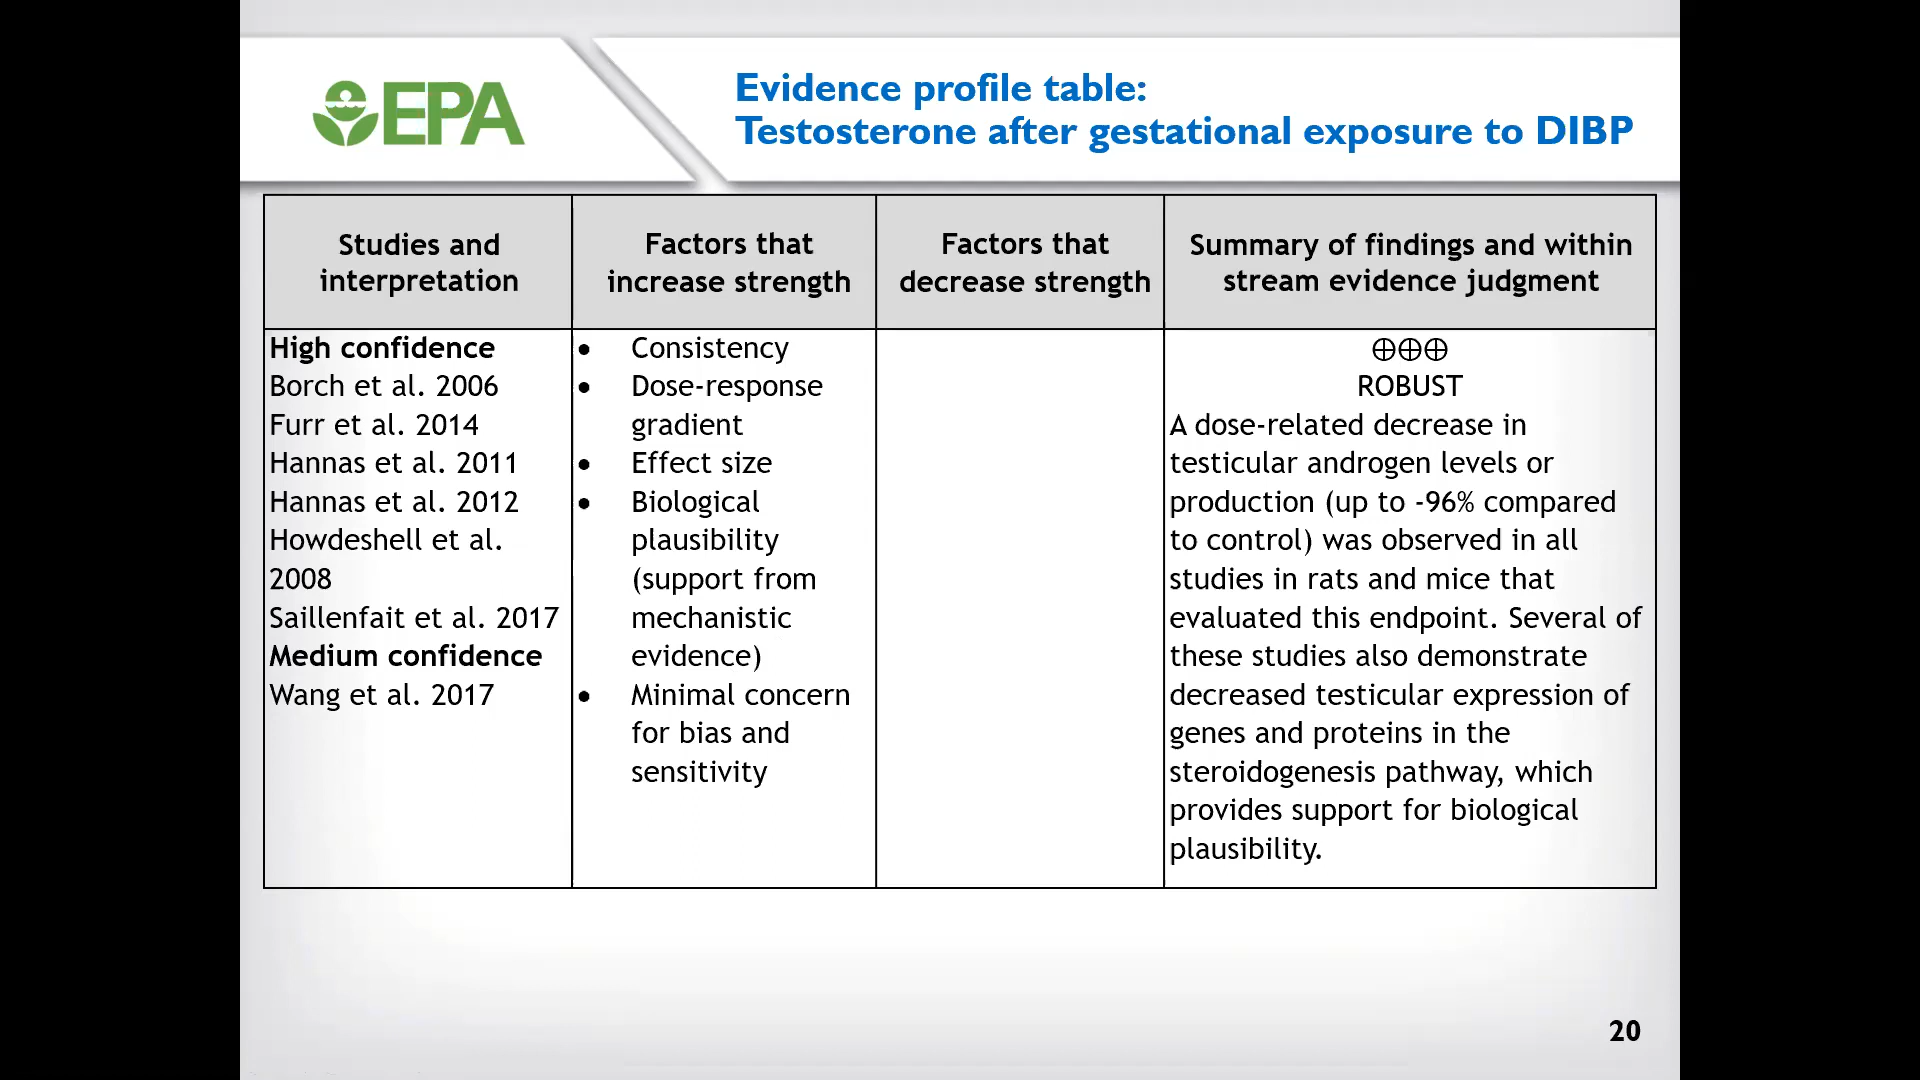 EPA
Evidence profile table:
Testosterone after gestational exposure to DIBP
Studies and
interpretation
Factors that
increase strength
Factors that
decrease strength
Summary of findings and within
stream evidence judgment
High confidence
Borch et al. 2006
Furr et al. 2014
Hannas et al. 2011
Hannas et al. 2012
Howdeshell et al.
2008
Saillenfait et al. 2017
Medium confidence
Wang et al. 2017
• Consistency
• Dose-response
gradient
• Effect size
• Biological
plausibility
(support from
mechanistic
evidence)
• Minimal concern
for bias and
sensitivity
⊕⊕⊕
ROBUST
A dose-related decrease in
testicular androgen levels or
production (up to -96% compared
to control) was observed in all
studies in rats and mice that
evaluated this endpoint. Several of
these studies also demonstrate
decreased testicular expression of
genes and proteins in the
steroidogenesis pathway, which
provides support for biological
plausibility.
20